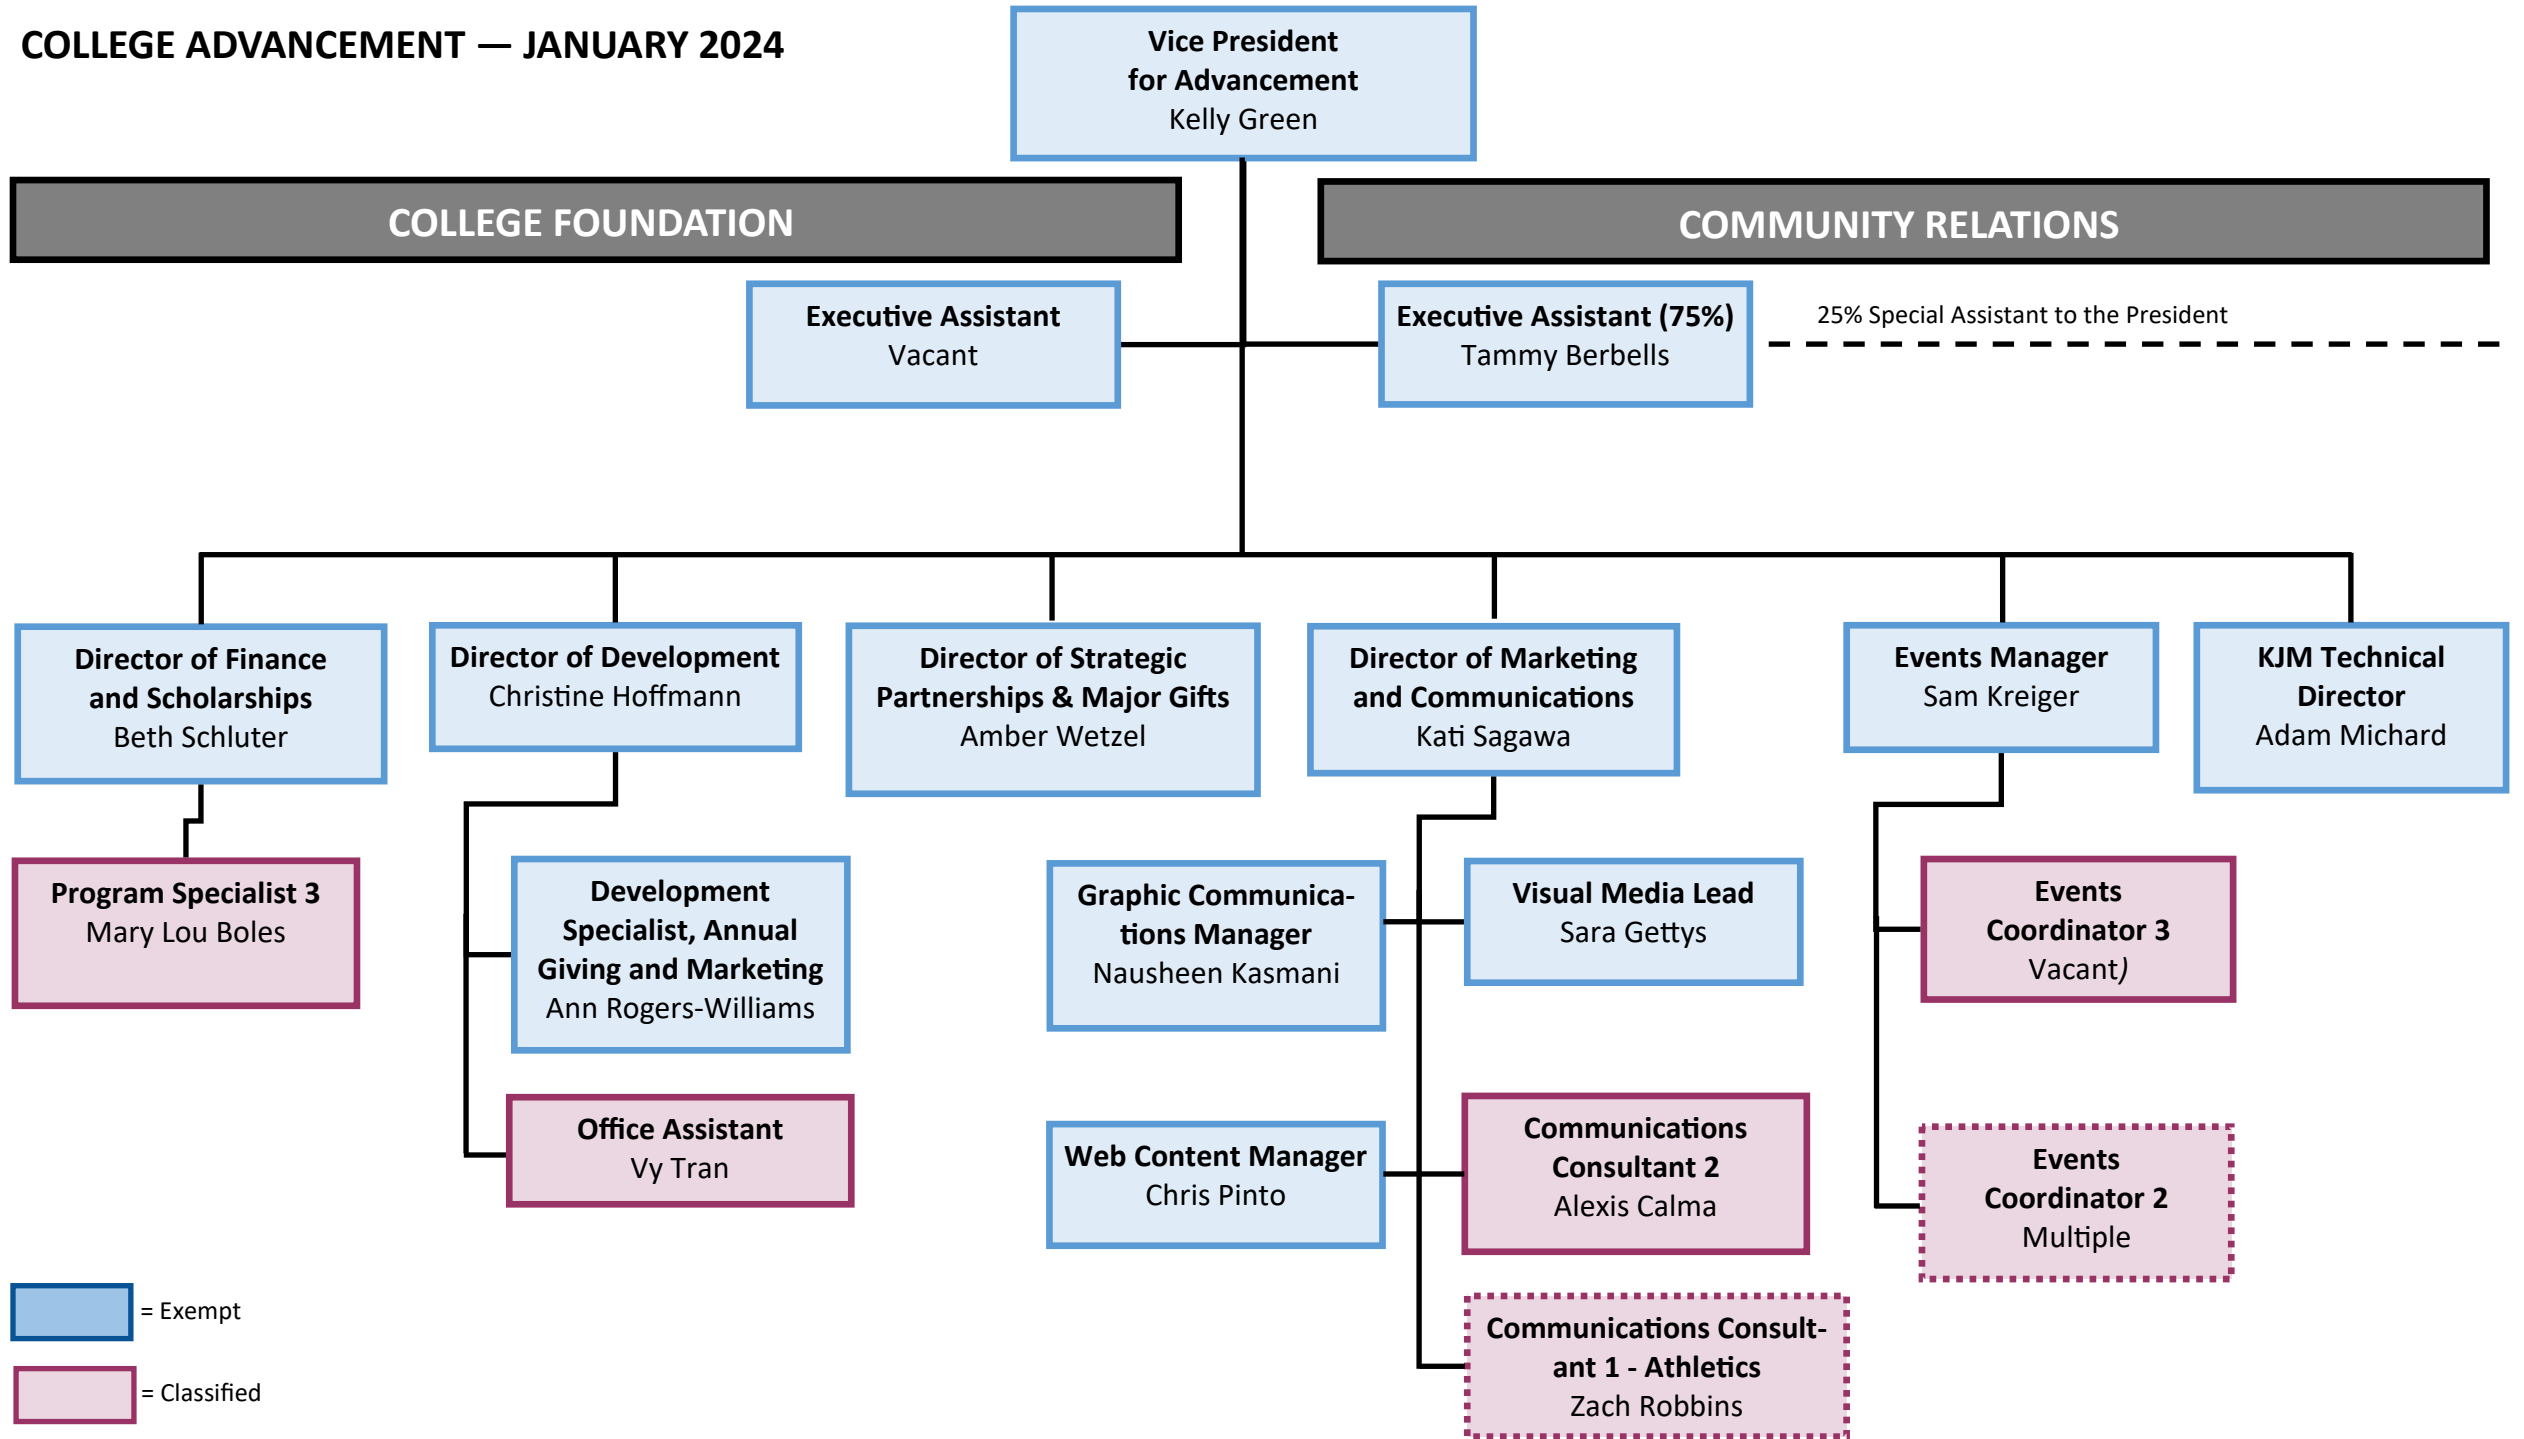 COLLEGE ADVANCEMENT — JANUARY 2024
Vice President
for Advancement
Kelly Green
COLLEGE FOUNDATION
COMMUNITY RELATIONS
Executive Assistant
Vacant
Executive Assistant (75%)
Tammy Berbells
25% Special Assistant to the President
Director of Finance
and Scholarships
Beth Schluter
Director of Development
Christine Hoffmann
Director of Strategic
Partnerships & Major Gifts
Amber Wetzel
Director of Marketing
and Communications
Kati Sagawa
Events Manager
Sam Kreiger
KJM Technical
Director
Adam Michard
Program Specialist 3
Mary Lou Boles
Development
Specialist, Annual
Giving and Marketing
Ann Rogers-Williams
Graphic Communica-
tions Manager
Nausheen Kasmani
Visual Media Lead
Sara Gettys
Events
Coordinator 3
Vacant)
Office Assistant
Vy Tran
Web Content Manager
Chris Pinto
Communications
Consultant 2
Alexis Calma
Events
Coordinator 2
Multiple
Communications Consult-
ant 1 - Athletics
Zach Robbins
= Exempt
= Classified